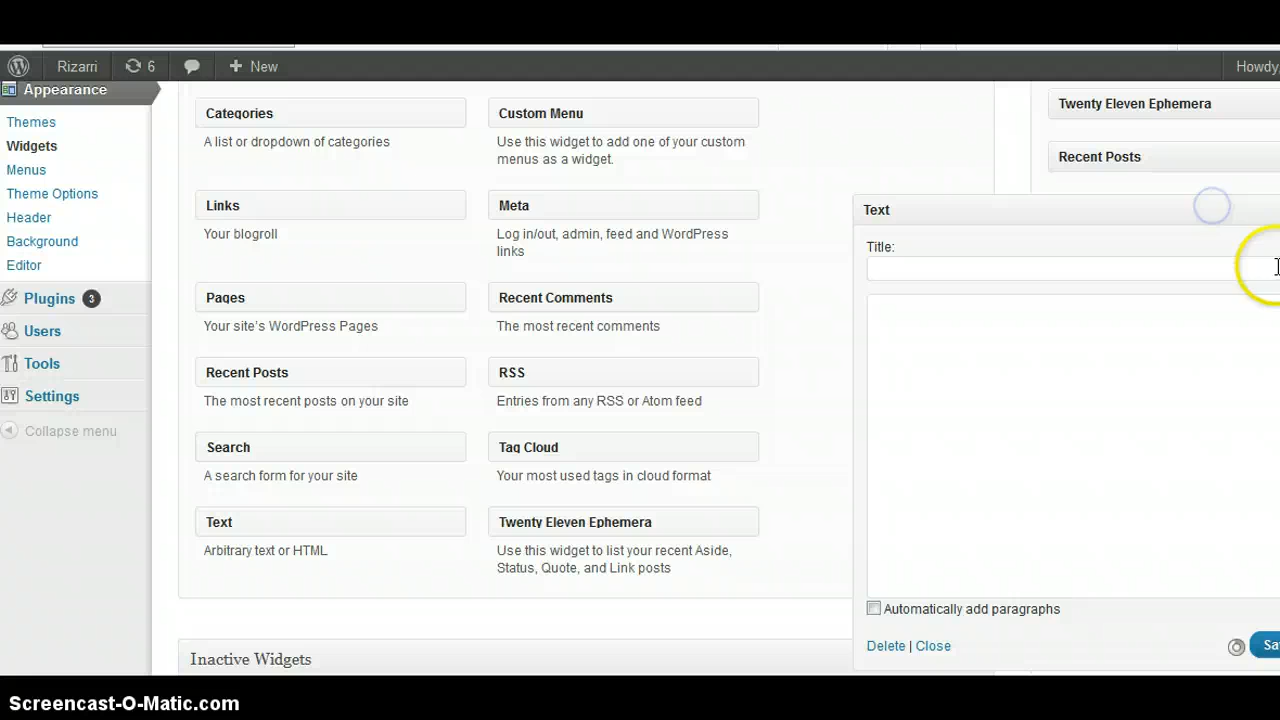 Rizarri
6
New
Howdy,
Appearance
Themes
Widgets
Menus
Theme Options
Header
Background
Editor
Plugins 3
Users
Tools
Settings
Collapse menu
Categories
A list or dropdown of categories
Custom Menu
Use this widget to add one of your custom
menus as a widget.
Links
Your blogroll
Meta
Log in/out, admin, feed and WordPress
links
Pages
Your site's WordPress Pages
Recent Comments
The most recent comments
Recent Posts
The most recent posts on your site
RSS
Entries from any RSS or Atom feed
Search
A search form for your site
Tag Cloud
Your most used tags in cloud format
Text
Arbitrary text or HTML
Twenty Eleven Ephemera
Use this widget to list your recent Aside,
Status, Quote, and Link posts
Inactive Widgets
Twenty Eleven Ephemera
Recent Posts
Text
Title:
Automatically add paragraphs
Delete | Close
Sa
Screencast-O-Matic.com